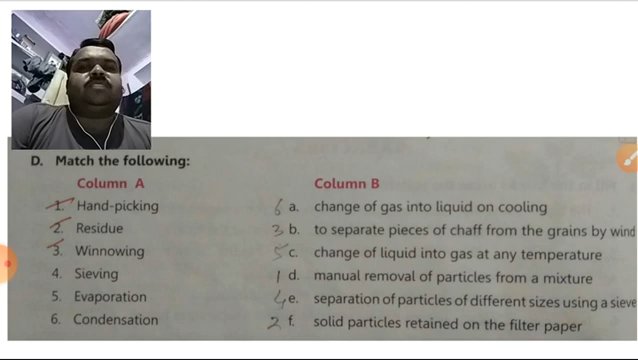 D. Match the following:
Column A Column B
1. Hand-picking 6 a. change of gas into liquid on cooling
2. Residue 3 b. to separate pieces of chaff from the grains by wind
3. Winnowing 5 c. change of liquid into gas at any temperature
4. Sieving 1 d. manual removal of particles from a mixture
5. Evaporation 4 e. separation of particles of different sizes using a sieve
6. Condensation 2 f. solid particles retained on the filter paper